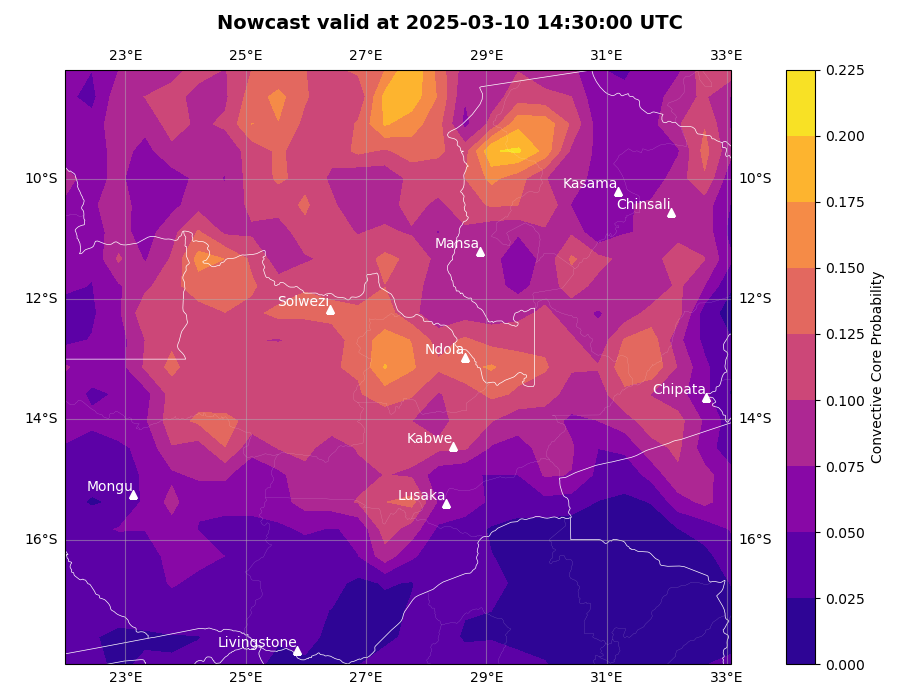 Nowcast valid at 2025-03-10 14:30:00 UTC
23°E 25°E 27°E 29°E 31°E 33°E
0.225
0.200
10°S Kasama 10°S
0.175
Chinsali
Mansa
0.150
12°S Solwezi 12°S
0.125
Ndola
Chipata
0.100
14°S 14°S
Kabwe
0.075
Mongu Lusaka
0.050
16°S 16°S
0.025
Livingstone
0.000
23°E 25°E 27°E 29°E 31°E 33°E
Convective Core Probability